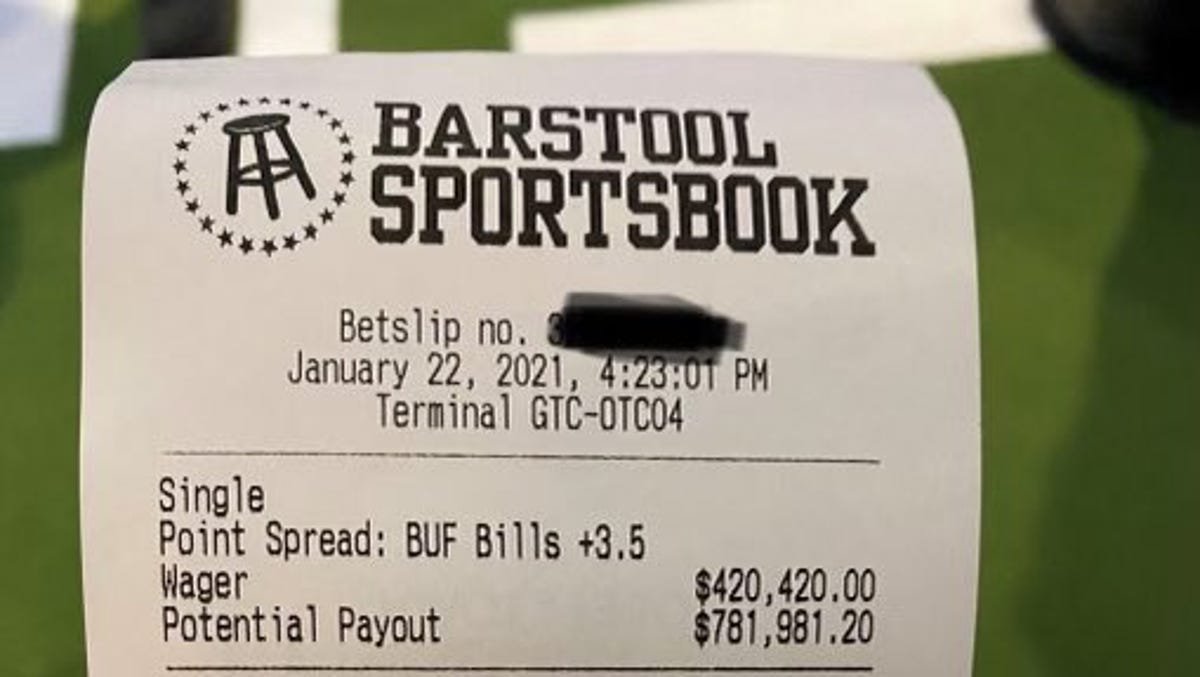 BARSTOOL
SPORTSBOOK
Betslip no. 3
January 22, 2021, 4:23:01 PM
Terminal GTC-OTC04
Single
Point Spread: BUF Bills +3.5
Wager $420,420.00
Potential Payout $781,981.20